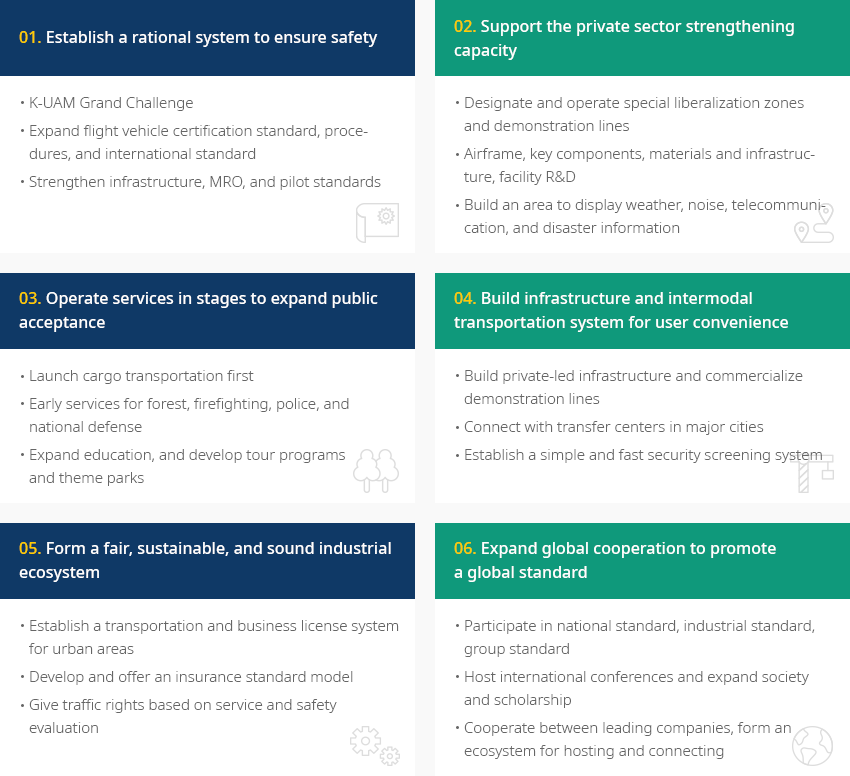 01. Establish a rational system to ensure safety
• K-UAM Grand Challenge
• Expand flight vehicle certification standard, proce-
dures, and international standard
• Strengthen infrastructure, MRO, and pilot standards
02. Support the private sector strengthening
capacity
• Designate and operate special liberalization zones
and demonstration lines
• Airframe, key components, materials and infrastruc-
ture, facility R&D
• Build an area to display weather, noise, telecommuni-
cation, and disaster information
03. Operate services in stages to expand public
acceptance
• Launch cargo transportation first
• Early services for forest, firefighting, police, and
national defense
• Expand education, and develop tour programs
and theme parks
04. Build infrastructure and intermodal
transportation system for user convenience
• Build private-led infrastructure and commercialize
demonstration lines
• Connect with transfer centers in major cities
• Establish a simple and fast security screening system
05. Form a fair, sustainable, and sound industrial
ecosystem
• Establish a transportation and business license system
for urban areas
• Develop and offer an insurance standard model
• Give traffic rights based on service and safety
evaluation
06. Expand global cooperation to promote
a global standard
• Participate in national standard, industrial standard,
group standard
• Host international conferences and expand society
and scholarship
• Cooperate between leading companies, form an
ecosystem for hosting and connecting